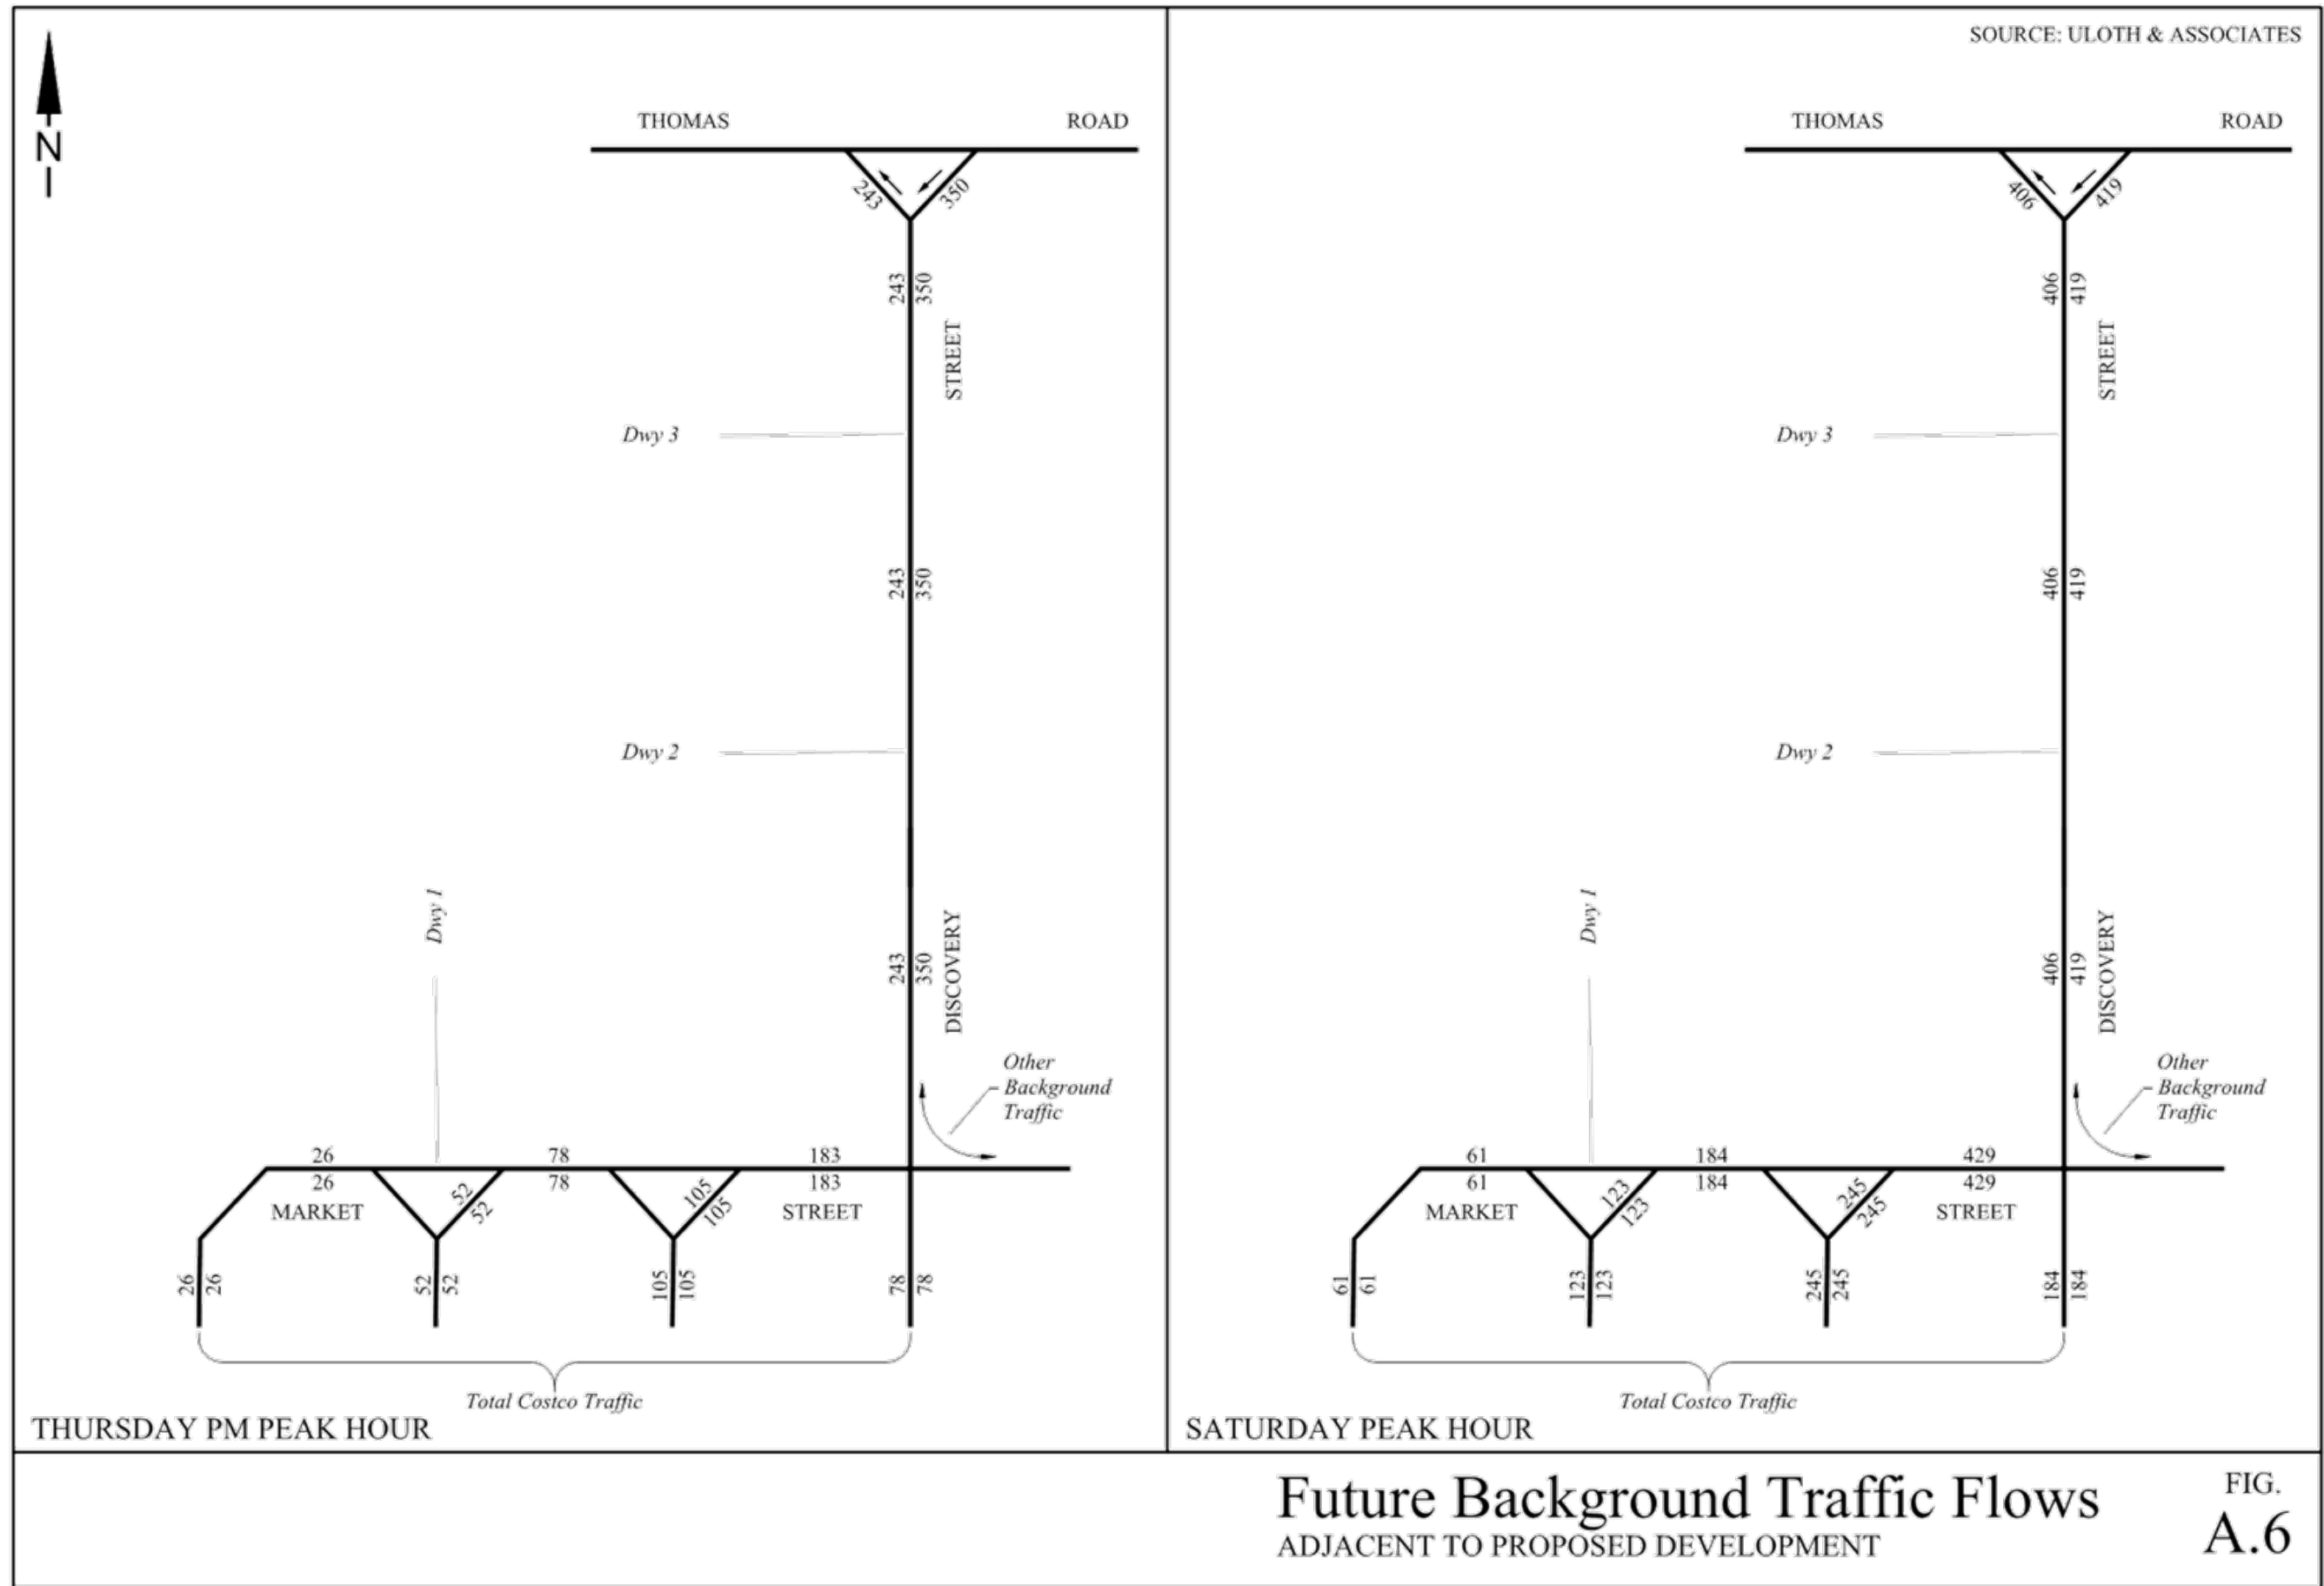 SOURCE: ULOTH & ASSOCIATES
N
THOMAS ROAD
243 350
243 350
STREET
Dwy 3
243 350
Dwy 2
Dwy 1
243 350
DISCOVERY
Other
Background
Traffic
26 78 183
26 78 183
52 105
52 105
MARKET STREET
26 26 52 52 105 105 78 78
Total Costco Traffic
THURSDAY PM PEAK HOUR
THOMAS ROAD
406 419
406 419
STREET
Dwy 3
406 419
Dwy 2
Dwy 1
406 419
DISCOVERY
Other
Background
Traffic
61 184 429
61 184 429
123 245
123 245
MARKET STREET
61 61 123 123 245 245 184 184
Total Costco Traffic
SATURDAY PEAK HOUR
Future Background Traffic Flows
ADJACENT TO PROPOSED DEVELOPMENT
FIG.
A.6